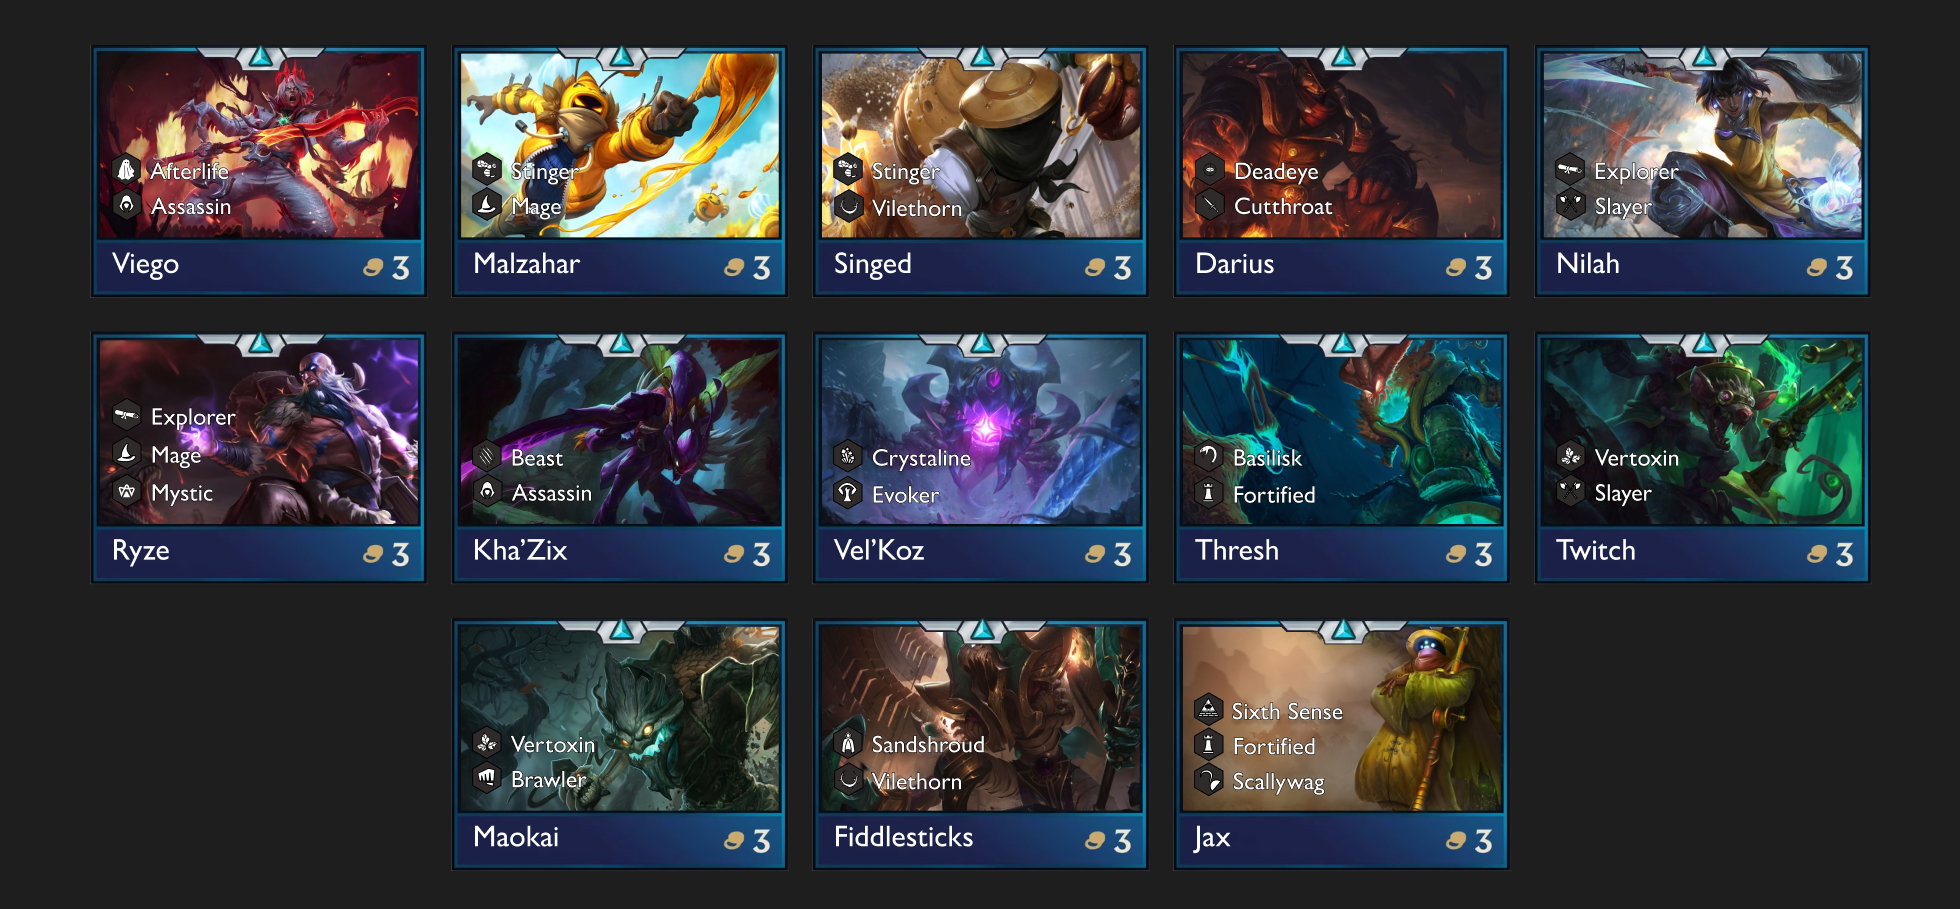 Afterlife
Assassin
Viego
3
Stinger
Mage
Malzahar
3
Stinger
Vilethorn
Singed
3
Deadeye
Cutthroat
Darius
3
Explorer
Slayer
Nilah
3
Explorer
Mage
Mystic
Ryze
3
Beast
Assassin
Kha'Zix
3
Crystaline
Evoker
Vel'Koz
3
Basilisk
Fortified
Thresh
3
Vertoxin
Slayer
Twitch
3
Vertoxin
Brawler
Maokai
3
Sandshroud
Vilethorn
Fiddlesticks
3
Sixth Sense
Fortified
Scallywag
Jax
3